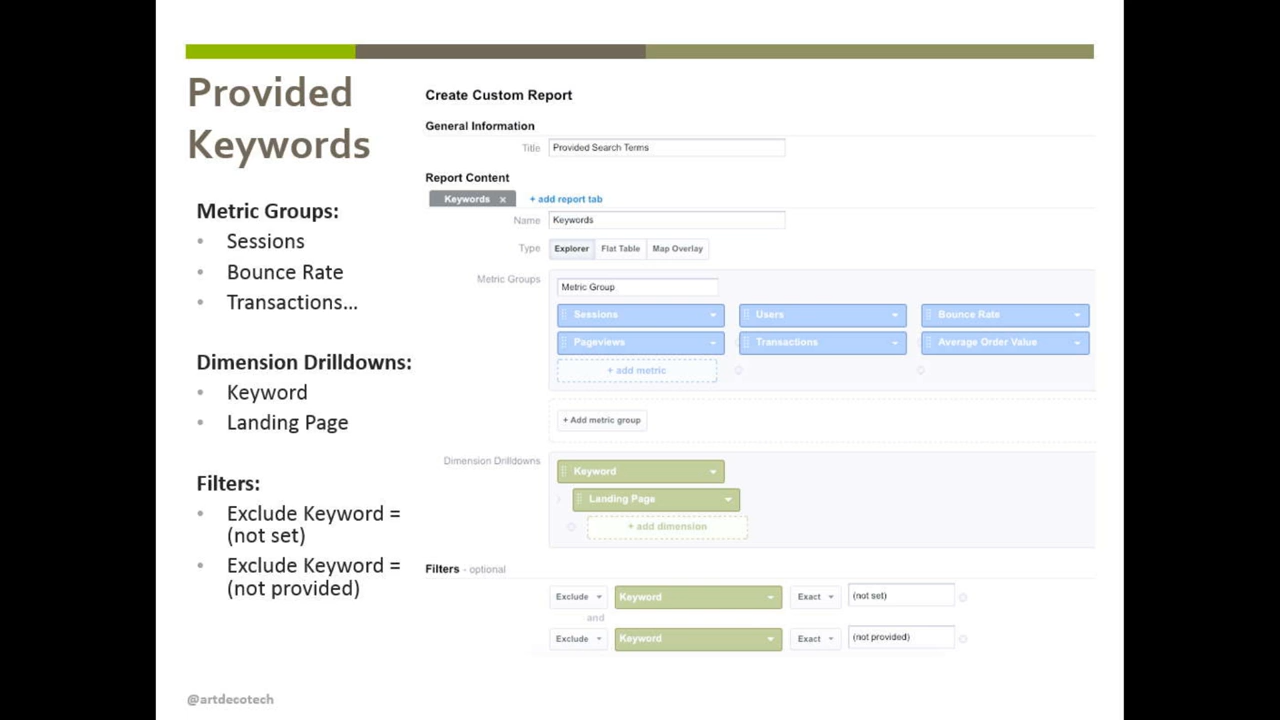 Provided
Keywords
Metric Groups:
• Sessions
• Bounce Rate
• Transactions...
Dimension Drilldowns:
• Keyword
• Landing Page
Filters:
• Exclude Keyword =
(not set)
• Exclude Keyword =
(not provided)
Create Custom Report
General Information
Title Provided Search Terms
Report Content
Keywords x + add report tab
Name Keywords
Type Explorer Flat Table Map Overlay
Metric Groups
Metric Group
Sessions Users Bounce Rate
Pageviews Transactions Average Order Value
+ add metric
+ Add metric group
Dimension Drilldowns
Keyword
Landing Page
+ add dimension
Filters - optional
Exclude Keyword Exact (not set)
and
Exclude Keyword Exact (not provided)
@artdecotech